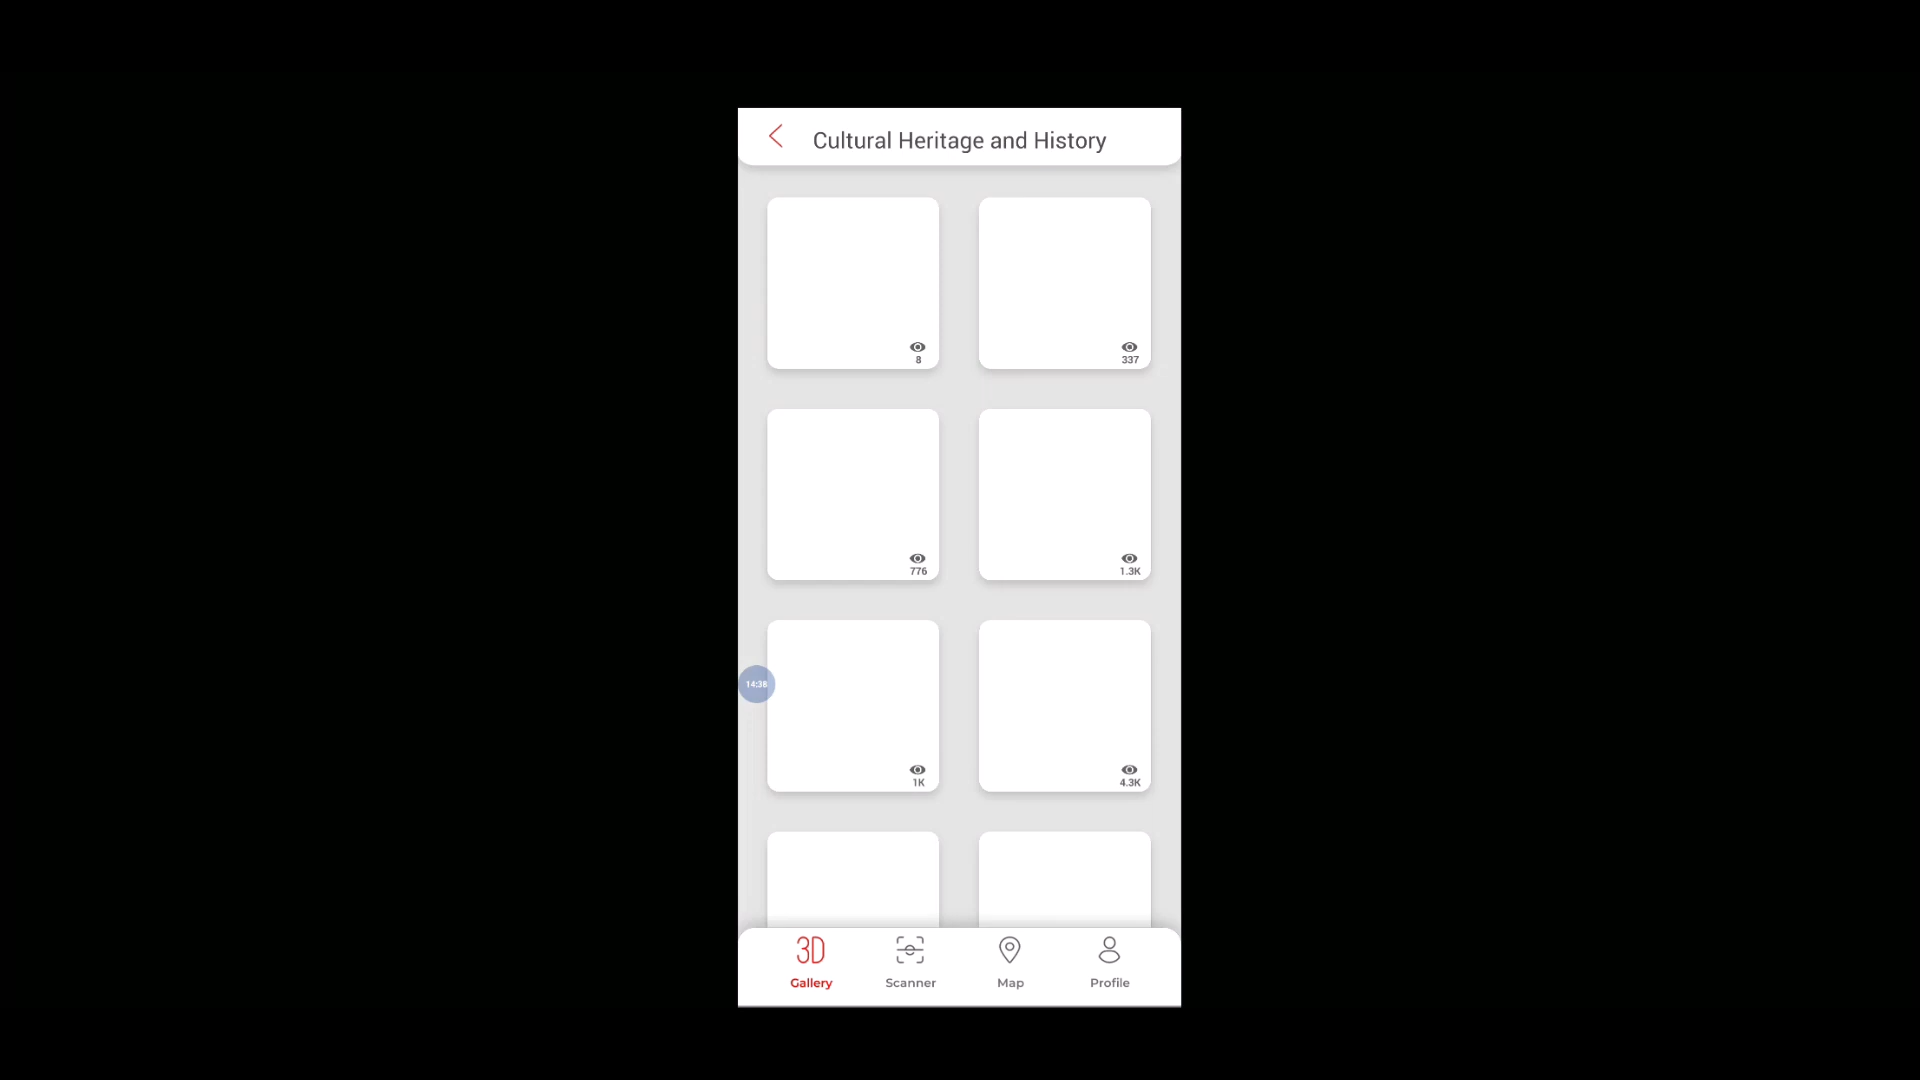 Cultural Heritage and History
8
337
776
1.3K
14:38
1K
4.3K
3D
Gallery
Scanner
Map
Profile